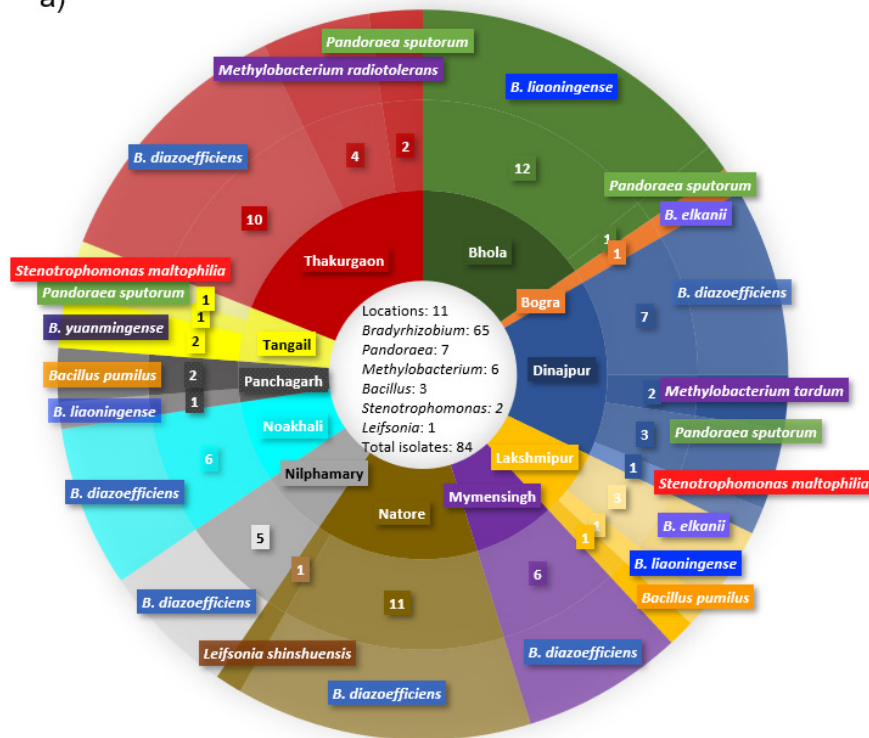 a)
Pandoraea sputorum
Methylobacterium radiotolerans
B. liaoningense
B. diazoefficiens
4
2
12
Pandoraea sputorum
10
B. elkanii
1
1
Thakurgaon
Bhola
Stenotrophomonas maltophilia
Pandoraea sputorum
1
1
B. yuanmingense
2
Tangail
Bogra
B. diazoefficiens
7
Locations: 11
Bradyrhizobium: 65
Pandoraea: 7
Methylobacterium: 6
Bacillus: 3
Stenotrophomonas: 2
Leifsonia: 1
Total isolates: 84
Bacillus pumilus
2
Panchagarh
Dinajpur
2
Methylobacterium tardum
B. liaoningense
1
Noakhali
3
Pandoraea sputorum
6
Lakshmipur
1
Stenotrophomonas maltophilia
B. diazoefficiens
Nilphamary
Mymensingh
3
B. elkanii
Natore
1
5
1
B. liaoningense
1
6
Bacillus pumilus
B. diazoefficiens
11
Leifsonia shinshuensis
B. diazoefficiens
B. diazoefficiens